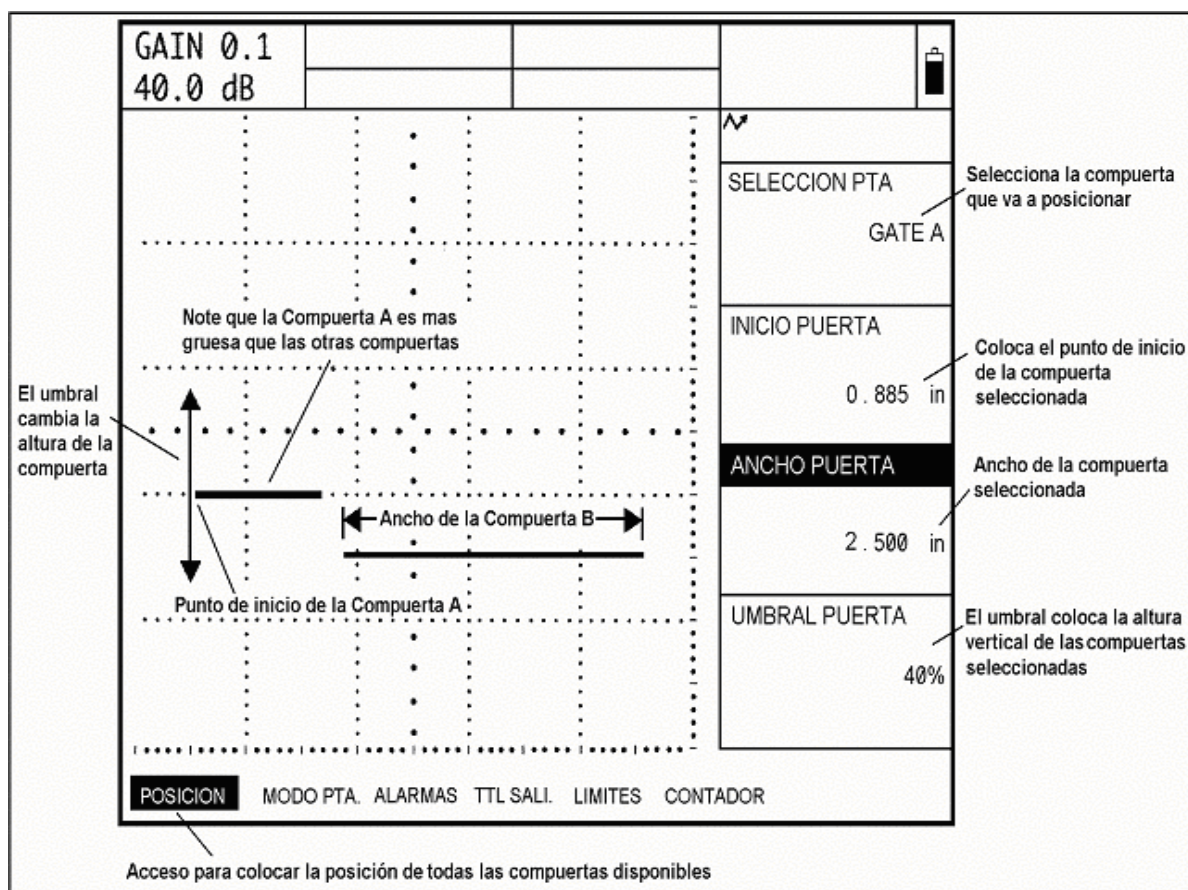 GAIN 0.1
40.0 dB
SELECCION PTA
GATE A
Selecciona la compuerta
que va a posicionar
INICIO PUERTA
0.885 in
Coloca el punto de inicio
de la compuerta
seleccionada
Note que la Compuerta A es mas
gruesa que las otras compuertas
El umbral
cambia la
altura de la
compuerta
ANCHO PUERTA
2.500 in
Ancho de la compuerta
seleccionada
Ancho de la Compuerta B
Punto de inicio de la Compuerta A
UMBRAL PUERTA
40%
El umbral coloca la altura
vertical de las compuertas
seleccionadas
POSICION MODO PTA. ALARMAS TTL SALI. LIMITES CONTADOR
Acceso para colocar la posición de todas las compuertas disponibles